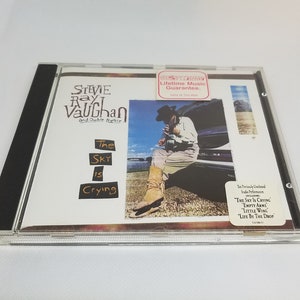 STEVIE
RAY
Vaughan
and Double Trouble
Lifetime Music
Guarantee.
The
SKY
is
Crying
Ten Previously Unreleased
Studio Performances
"THE SKY IS CRYING"
"EMPTY ARMS"
"LITTLE WING"
"LIFE BY THE DROP"